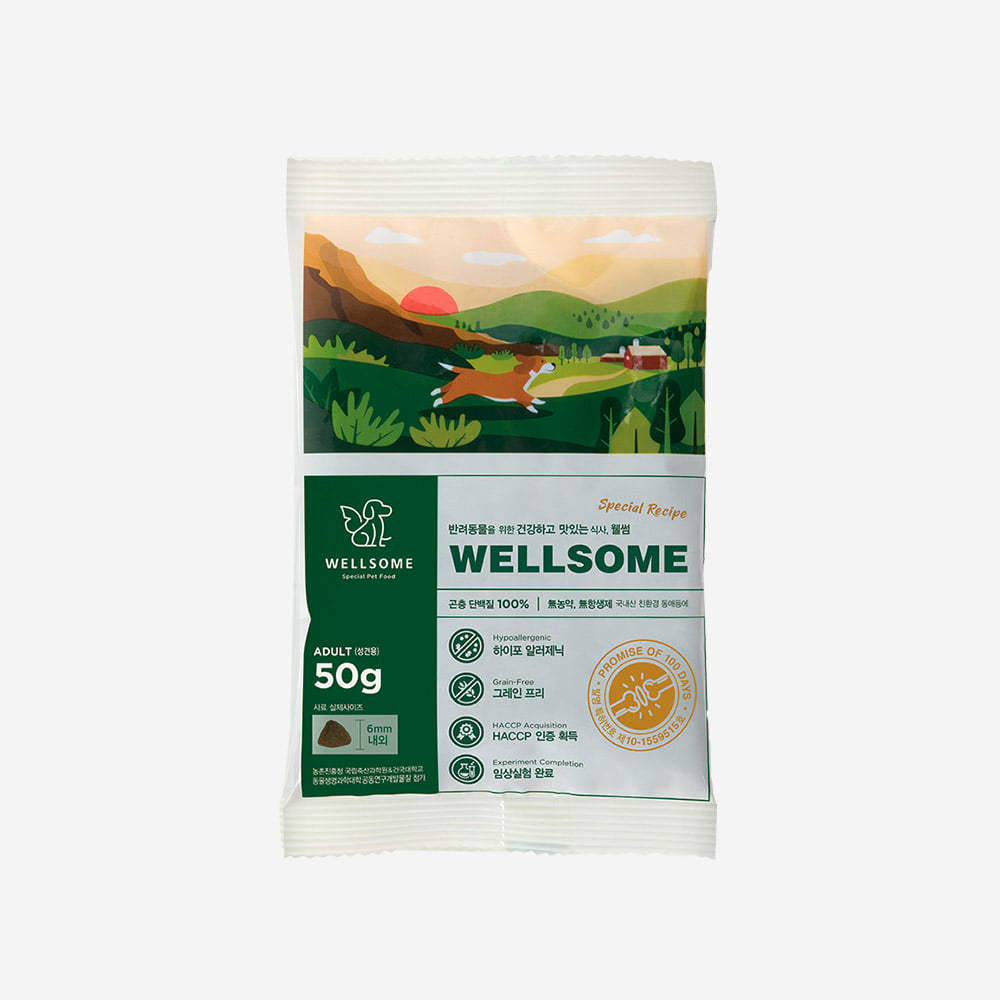 Special Recipe
반려동물을 위한 건강하고 맛있는 식사, 웰썸
WELLSOME
WELLSOME
Special Pet Food
곤충 단백질 100% | 無농약, 無항생제 국내산 친환경 동애등에
ADULT (성견용)
50g
사료 실제사이즈
6mm
내외
농촌진흥청 국립축산과학원&건국대학교
동물생명과학대학 공동연구개발물질 첨가
Hypoallergenic
하이포 알러제닉
Grain-Free
그레인 프리
HACCP Acquisition
HACCP 인증 획득
Experiment Completion
임상실험 완료
PROMISE OF 100 DAYS
발명 특허번호 제10-1559515호